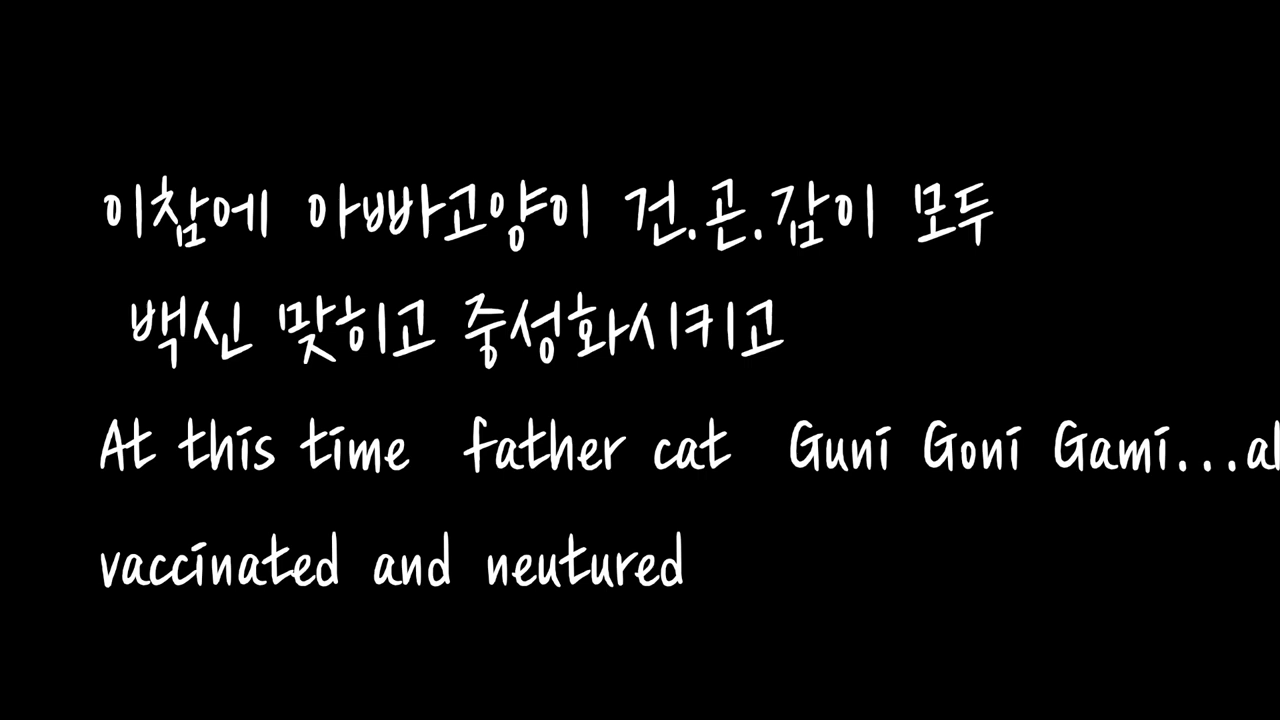 이참에 아빠고양이 건.곤.감이 모두
백신 맞히고 중성화시키고
At this time father cat Guni Goni Gami...
vaccinated and neutured